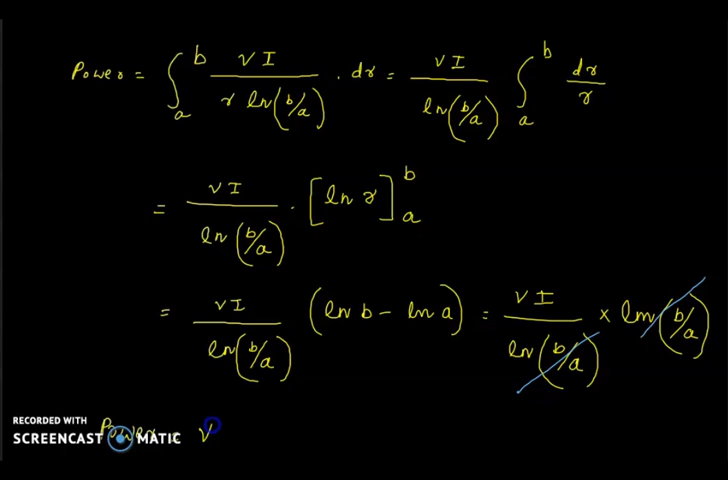 Power = ∫_a^b VI / (r ln(b/a)) · dr = VI / ln(b/a) ∫_a^b dr/r
= VI / ln(b/a) · [ln r]_a^b
= VI / ln(b/a) (ln b − ln a) = VI / ln(b/a) × ln(b/a)
RECORDED WITH
Power = V
SCREENCAST MATIC